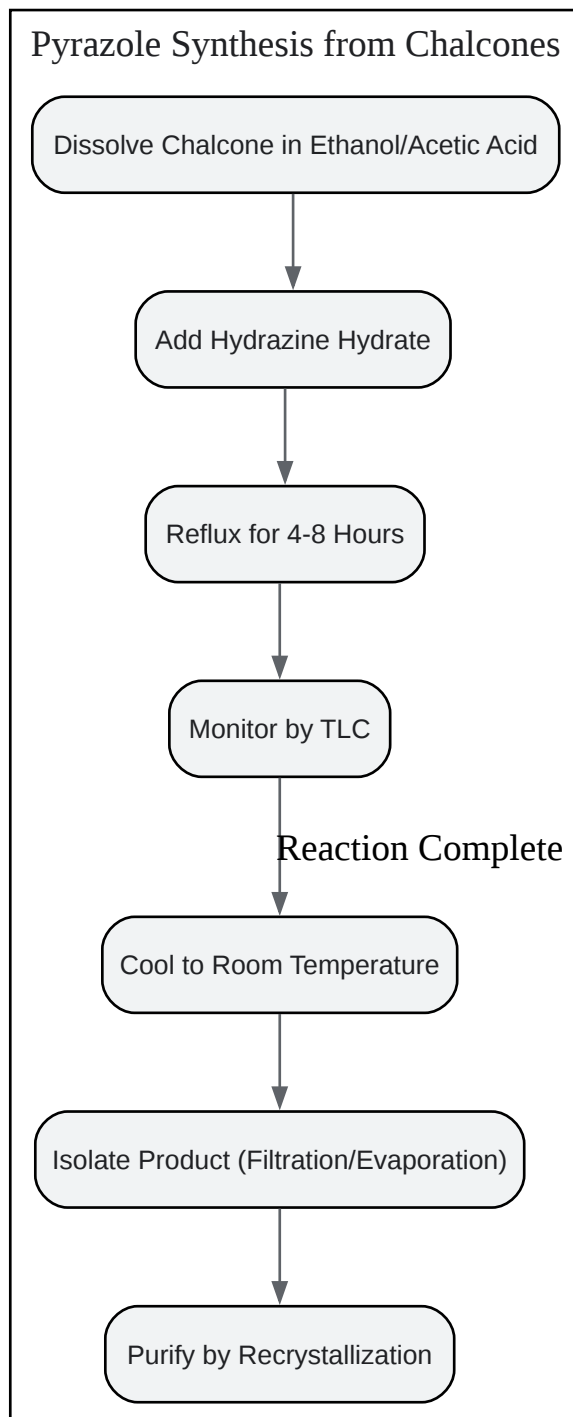 Pyrazole Synthesis from Chalcones
Dissolve Chalcone in Ethanol/Acetic Acid
Add Hydrazine Hydrate
Reflux for 4-8 Hours
Monitor by TLC
Reaction Complete
Cool to Room Temperature
Isolate Product (Filtration/Evaporation)
Purify by Recrystallization